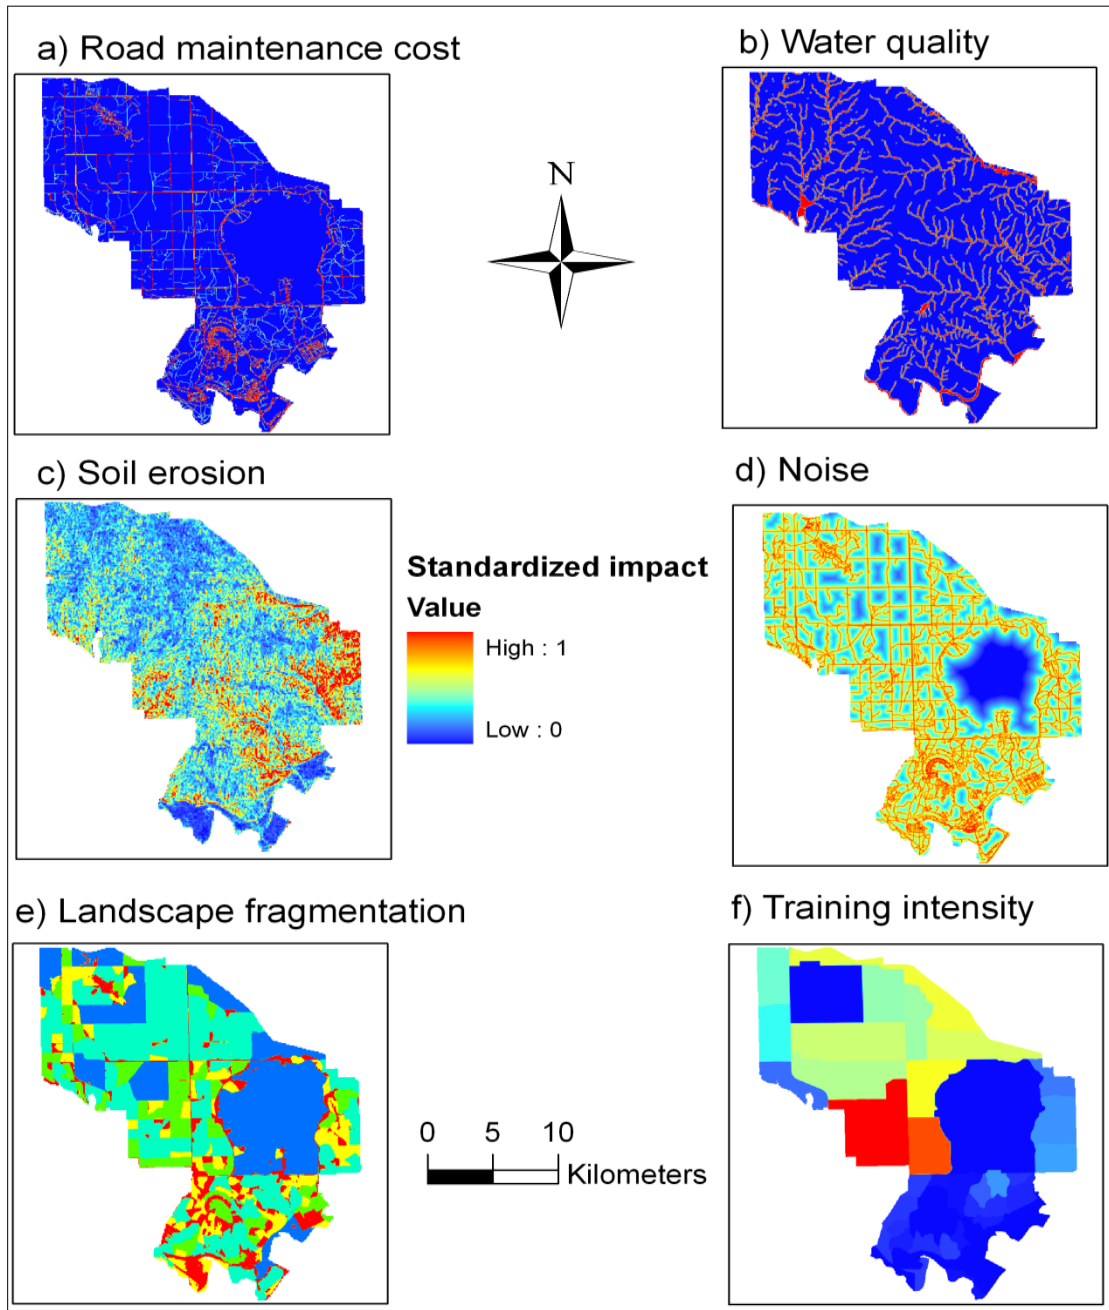 a) Road maintenance cost
b) Water quality
N
c) Soil erosion
d) Noise
Standardized impact
Value
High : 1
Low : 0
e) Landscape fragmentation
f) Training intensity
0 5 10
Kilometers